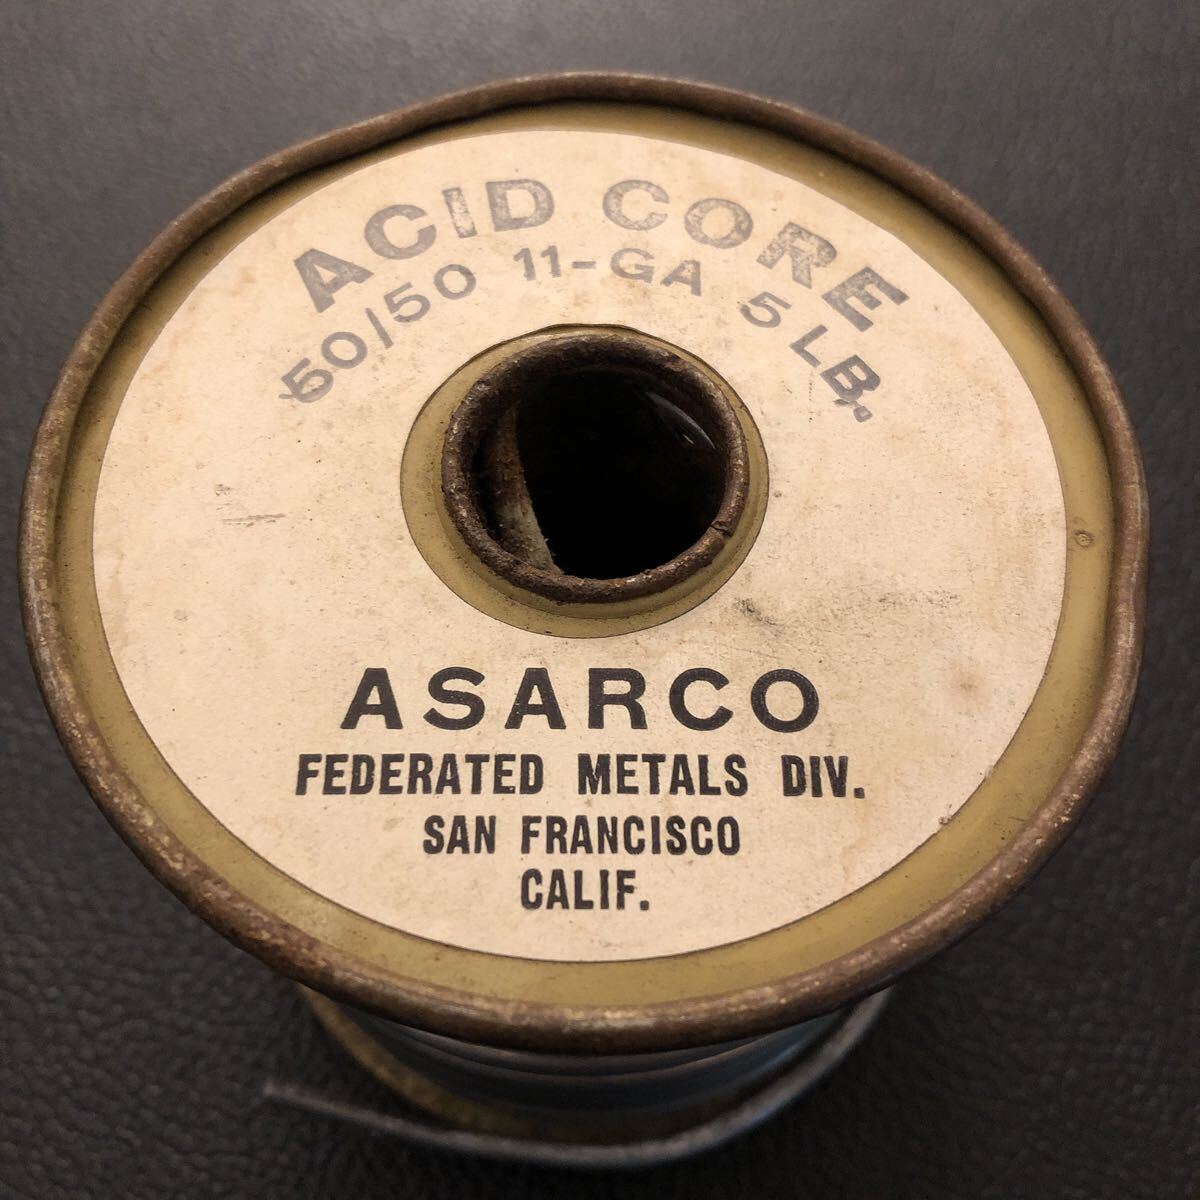 ACID CORE
50/50 11-GA 5 LB.
ASARCO
FEDERATED METALS DIV.
SAN FRANCISCO
CALIF.